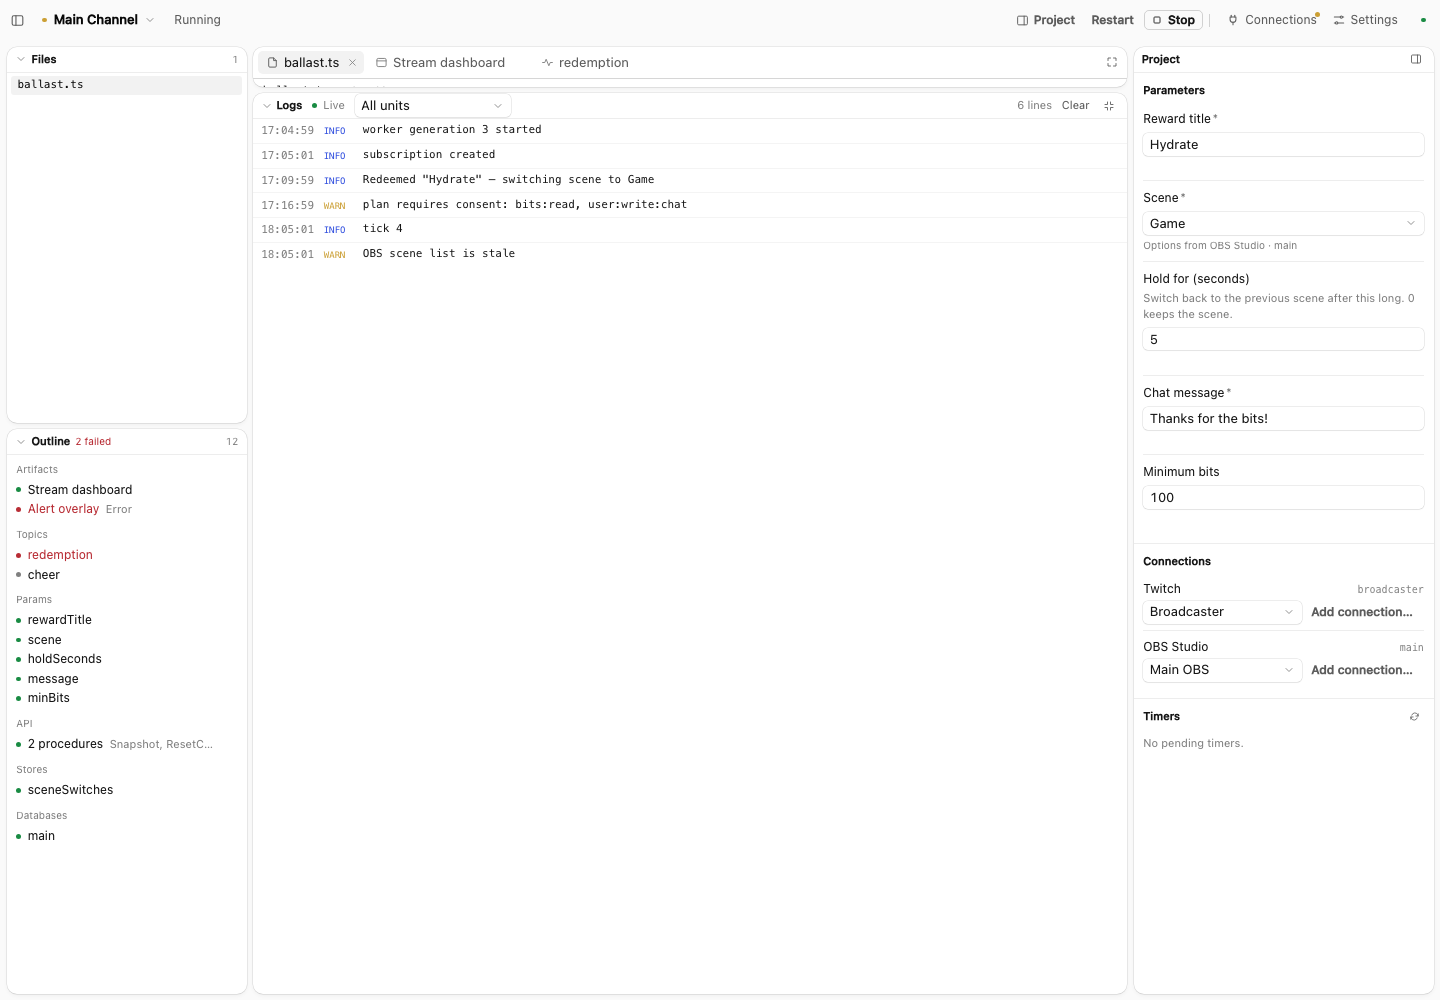 Main Channel
Running
Project
Restart
Stop
Connections
Settings
Files
1
ballast.ts
Outline
2 failed
12
Artifacts
Stream dashboard
Alert overlay Error
Topics
redemption
cheer
Params
rewardTitle
scene
holdSeconds
message
minBits
API
2 procedures Snapshot, ResetC...
Stores
sceneSwitches
Databases
main
ballast.ts
Stream dashboard
redemption
Logs
Live
All units
6 lines
Clear
17:04:59 INFO worker generation 3 started
17:05:01 INFO subscription created
17:09:59 INFO Redeemed "Hydrate" — switching scene to Game
17:16:59 WARN plan requires consent: bits:read, user:write:chat
18:05:01 INFO tick 4
18:05:01 WARN OBS scene list is stale
Project
Parameters
Reward title *
Hydrate
Scene *
Game
Options from OBS Studio · main
Hold for (seconds)
Switch back to the previous scene after this long. 0
keeps the scene.
5
Chat message *
Thanks for the bits!
Minimum bits
100
Connections
Twitch broadcaster
Broadcaster
Add connection...
OBS Studio main
Main OBS
Add connection...
Timers
No pending timers.